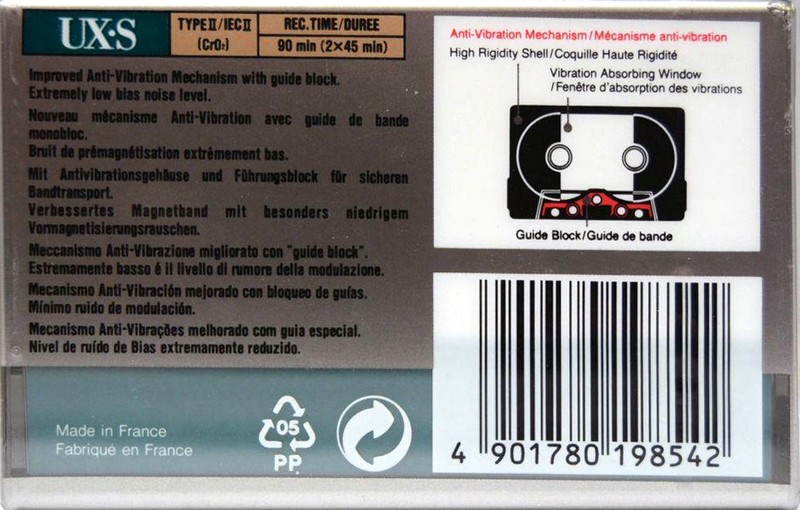 UX·S
TYPE II/IEC II
(CrO₂)
REC.TIME/DUREE
90 min (2×45 min)
Improved Anti-Vibration Mechanism with guide block.
Extremely low bias noise level.
Nouveau mécanisme Anti-Vibration avec guide de bande
monobloc.
Bruit de prémagnétisation extrêmement bas.
Mit Antivibrationsgehäuse und Führungsblock für sicheren
Bandtransport.
Verbessertes Magnetband mit besonders niedrigem
Vormagnetisierungsrauschen.
Meccanismo Anti-Vibrazione migliorato con "guide block".
Estremamente basso é il livello di rumore della modulazione.
Mecanismo Anti-Vibración mejorado con bloqueo de guías.
Mínimo ruido de modulación.
Mecanismo Anti-Vibrações melhorado com guia especial.
Nivel de ruído de Bias extremamente reduzido.
Made in France
Fabriqué en France
05
PP
Anti-Vibration Mechanism/Mécanisme anti-vibration
High Rigidity Shell/Coquille Haute Rigidité
Vibration Absorbing Window
/Fenêtre d'absorption des vibrations
Guide Block/Guide de bande
4 901780 198542